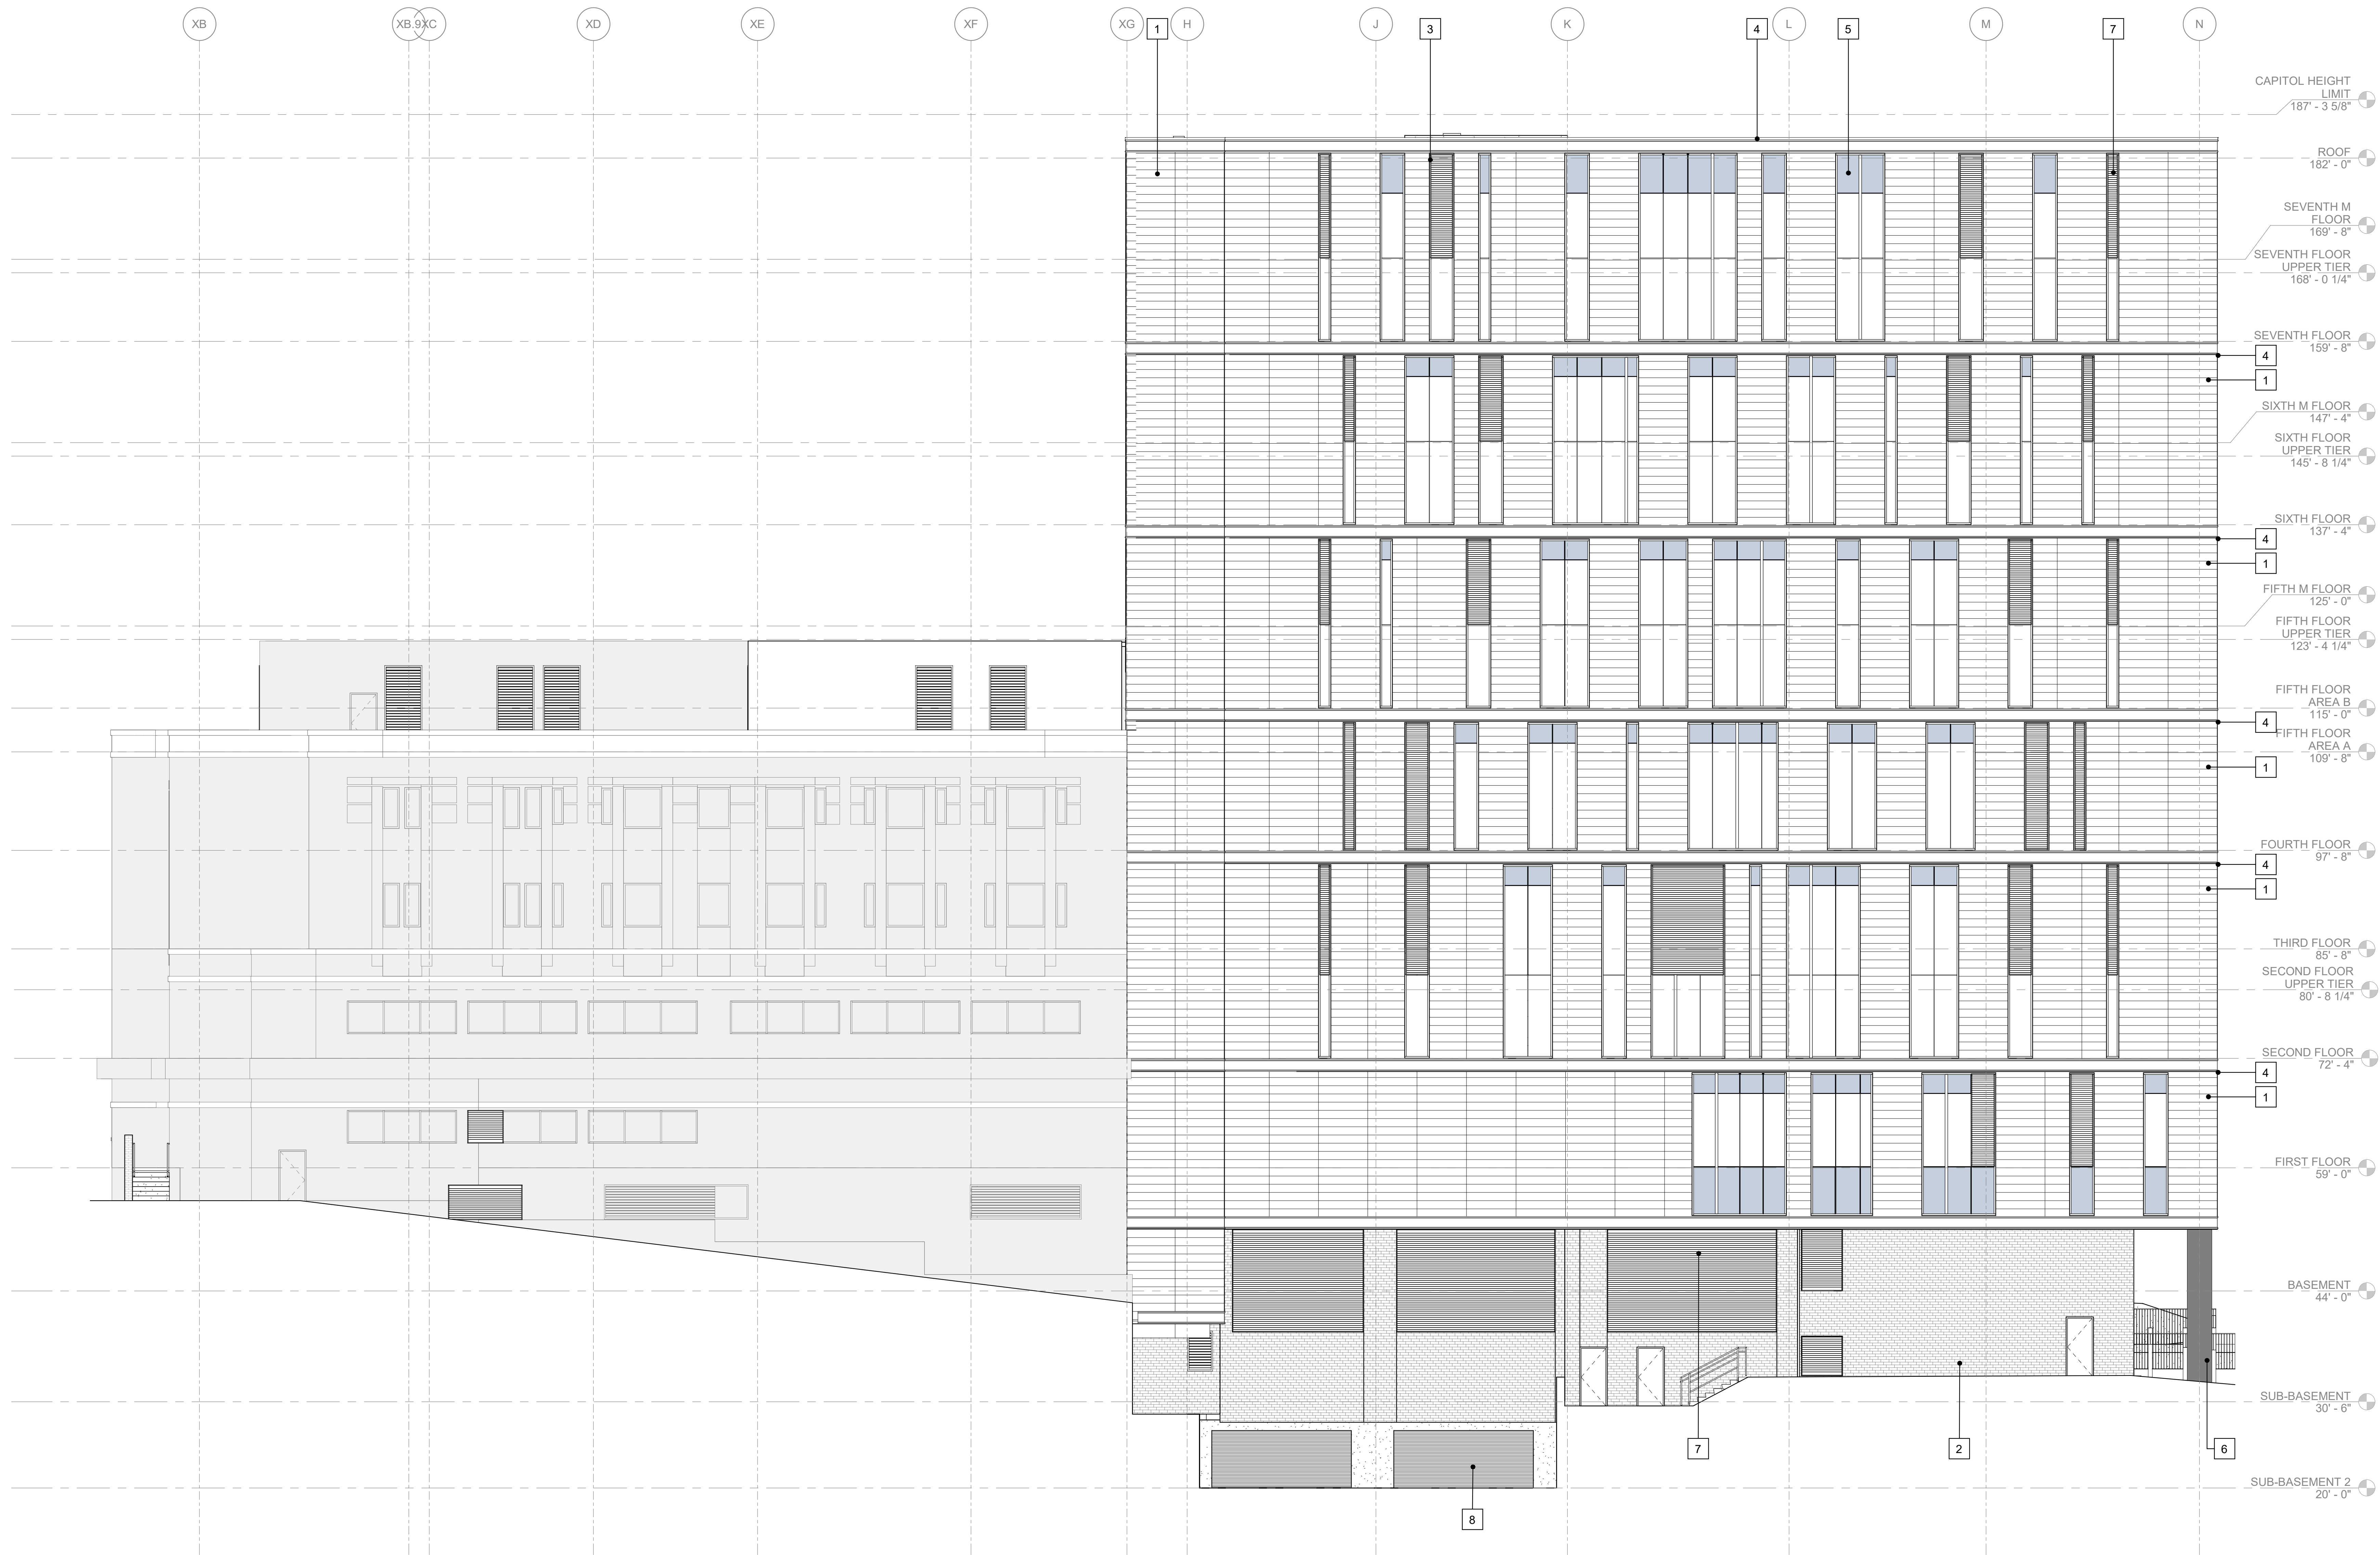 XB
XB.9
XC
XD
XE
XF
XG
1
H
J
3
K
4
L
5
M
7
N
CAPITOL HEIGHT
LIMIT
187' - 3 5/8"
ROOF
182' - 0"
SEVENTH M
FLOOR
169' - 8"
SEVENTH FLOOR
UPPER TIER
168' - 0 1/4"
SEVENTH FLOOR
159' - 8"
4
1
SIXTH M FLOOR
147' - 4"
SIXTH FLOOR
UPPER TIER
145' - 8 1/4"
SIXTH FLOOR
137' - 4"
4
1
FIFTH M FLOOR
125' - 0"
FIFTH FLOOR
UPPER TIER
123' - 4 1/4"
FIFTH FLOOR
AREA B
115' - 0"
4
FIFTH FLOOR
AREA A
109' - 8"
1
FOURTH FLOOR
97' - 8"
4
1
THIRD FLOOR
85' - 8"
SECOND FLOOR
UPPER TIER
80' - 8 1/4"
SECOND FLOOR
72' - 4"
4
1
FIRST FLOOR
59' - 0"
BASEMENT
44' - 0"
SUB-BASEMENT
30' - 6"
7
2
6
SUB-BASEMENT 2
20' - 0"
8